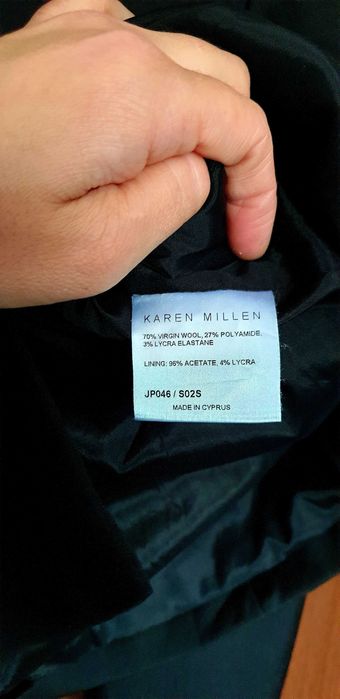 KAREN MILLEN
70% VIRGIN WOOL, 27% POLYAMIDE,
3% LYCRA ELASTANE
LINING: 96% ACETATE, 4% LYCRA
JP046 / S02S
MADE IN CYPRUS